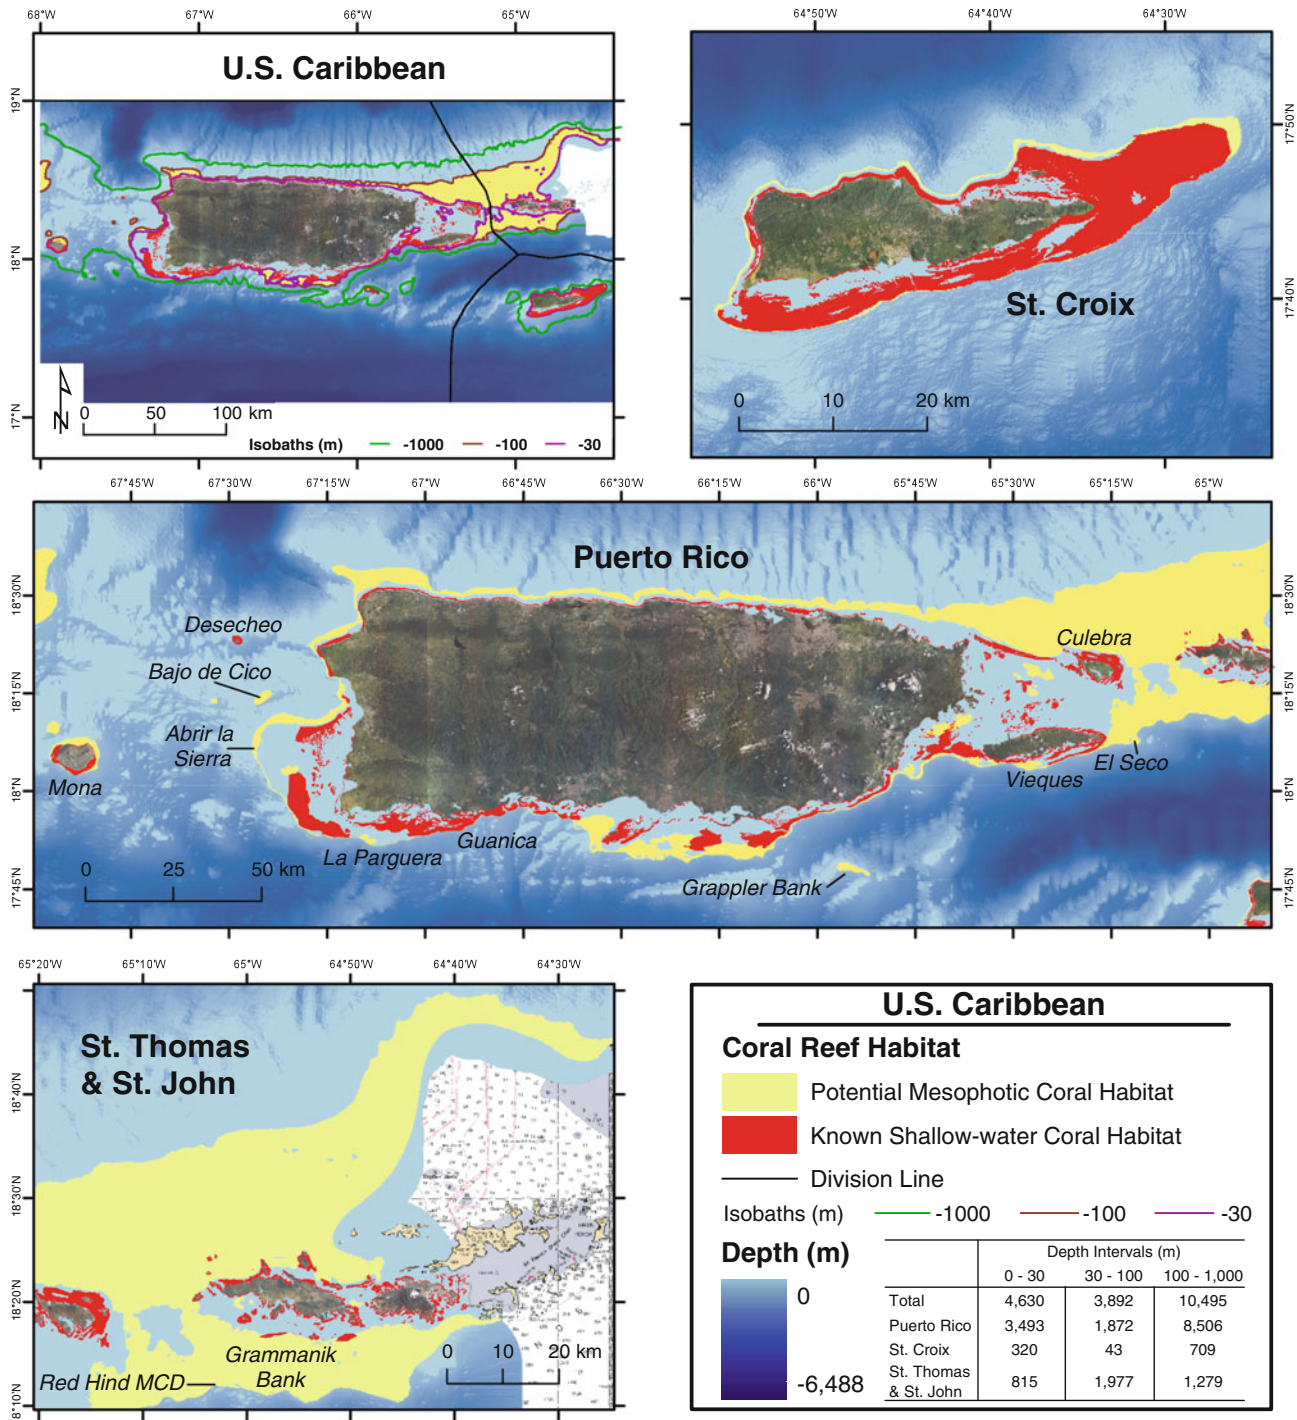 68°W 67°W 66°W 65°W
U.S. Caribbean
19°N
18°N
17°N
N
0 50 100 km
Isobaths (m) -1000 -100 -30
64°50'W 64°40'W 64°30'W
17°50'N
17°40'N
St. Croix
0 10 20 km
67°45'W 67°30'W 67°15'W 67°W 66°45'W 66°30'W 66°15'W 66°W 65°45'W 65°30'W 65°15'W 65°W
Puerto Rico
18°30'N 18°30'N
18°15'N 18°15'N
18°N 18°N
17°45'N 17°45'N
Desecheo
Bajo de Cico
Abrir la
Sierra
Mona
Culebra
El Seco
Vieques
Guanica
La Parguera
Grappler Bank
0 25 50 km
65°20'W 65°10'W 65°W 64°50'W 64°40'W 64°30'W
St. Thomas
& St. John
18°40'N
18°30'N
18°20'N
8°10'N
Grammanik
Bank
Red Hind MCD
0 10 20 km
U.S. Caribbean
Coral Reef Habitat
Potential Mesophotic Coral Habitat
Known Shallow-water Coral Habitat
Division Line
Isobaths (m) -1000 -100 -30
Depth (m)
0
-6,488
Depth Intervals (m)
0 - 30 30 - 100 100 - 1,000
Total 4,630 3,892 10,495
Puerto Rico 3,493 1,872 8,506
St. Croix 320 43 709
St. Thomas
& St. John 815 1,977 1,279